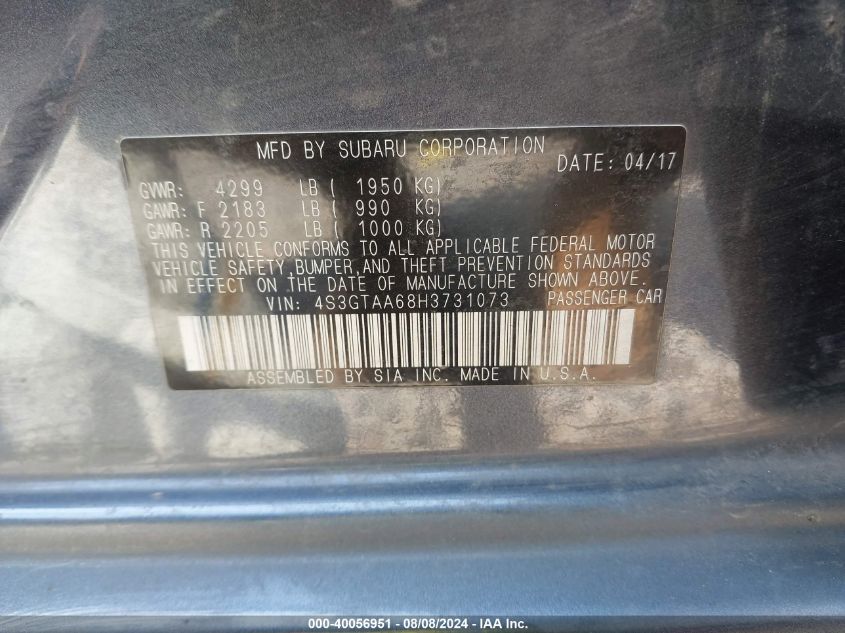 MFD BY SUBARU CORPORATION
DATE: 04/17
GVWR: 4299 LB ( 1950 KG)
GAWR: F 2183 LB ( 990 KG)
GAWR: R 2205 LB ( 1000 KG)
THIS VEHICLE CONFORMS TO ALL APPLICABLE FEDERAL MOTOR
VEHICLE SAFETY,BUMPER,AND THEFT PREVENTION STANDARDS
IN EFFECT ON THE DATE OF MANUFACTURE SHOWN ABOVE.
VIN: 4S3GTAA68H3731073 PASSENGER CAR
ASSEMBLED BY SIA INC. MADE IN U.S.A.
000-40056951 - 08/08/2024 - IAA Inc.